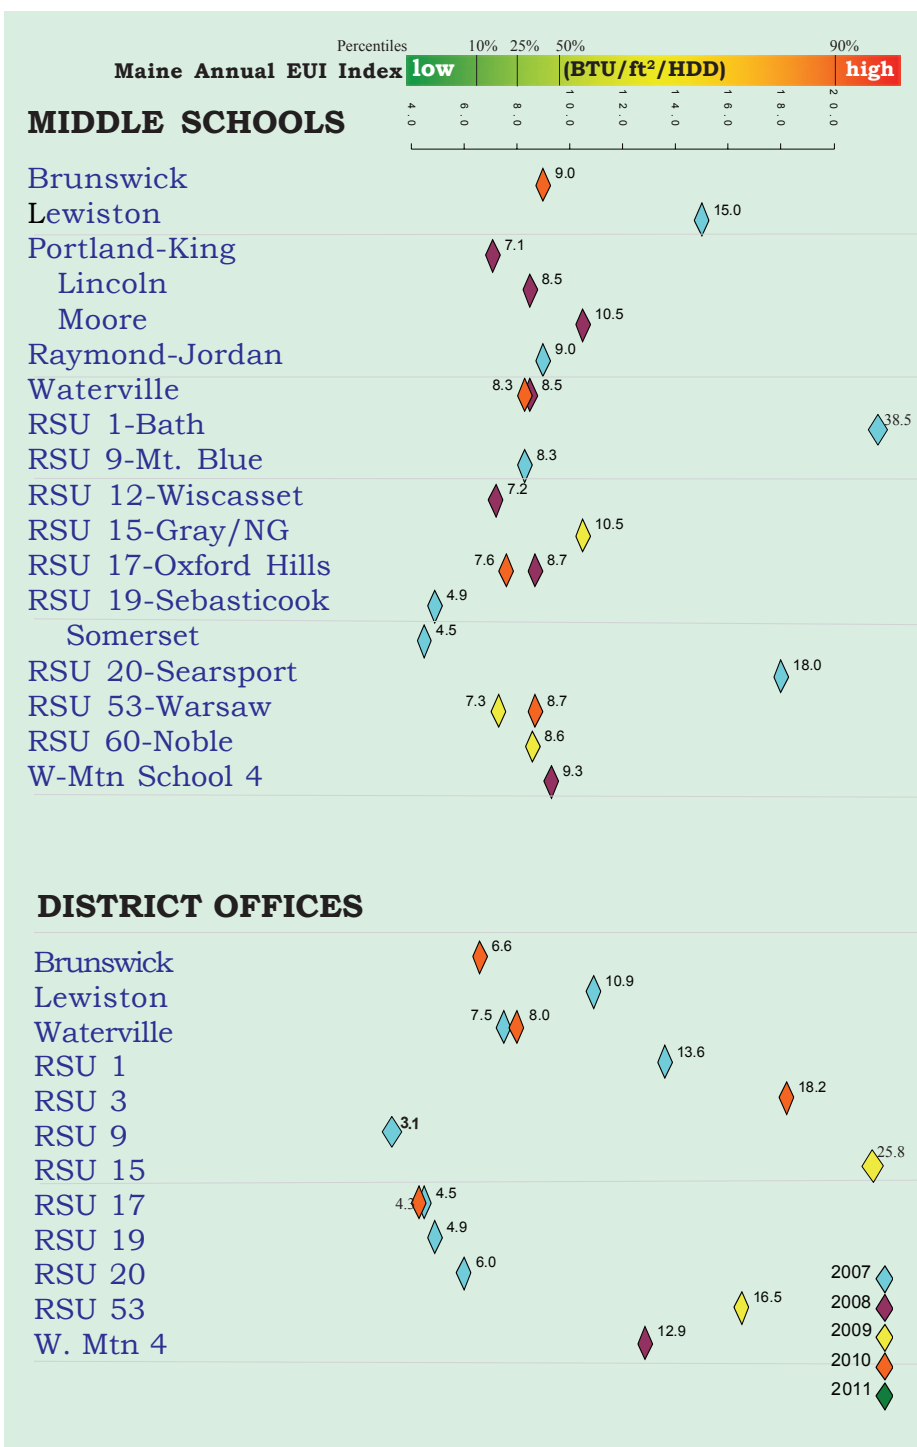 Percentiles 10% 25% 50% 90%
Maine Annual EUI Index low (BTU/ft²/HDD) high
4.0 6.0 8.0 10.0 12.0 14.0 16.0 18.0 20.0
MIDDLE SCHOOLS
Brunswick 9.0
Lewiston 15.0
Portland-King 7.1
Lincoln 8.5
Moore 10.5
Raymond-Jordan 9.0
Waterville 8.3 8.5
RSU 1-Bath 38.5
RSU 9-Mt. Blue 8.3
RSU 12-Wiscasset 7.2
RSU 15-Gray/NG 10.5
RSU 17-Oxford Hills 7.6 8.7
RSU 19-Sebasticook 4.9
Somerset 4.5
RSU 20-Searsport 18.0
RSU 53-Warsaw 7.3 8.7
RSU 60-Noble 8.6
W-Mtn School 4 9.3
DISTRICT OFFICES
Brunswick 6.6
Lewiston 10.9
Waterville 7.5 8.0
RSU 1 13.6
RSU 3 18.2
RSU 9 3.1
RSU 15 25.8
RSU 17 4.3 4.5
RSU 19 4.9
RSU 20 6.0 2007
RSU 53 16.5 2008
W. Mtn 4 12.9 2009
2010
2011